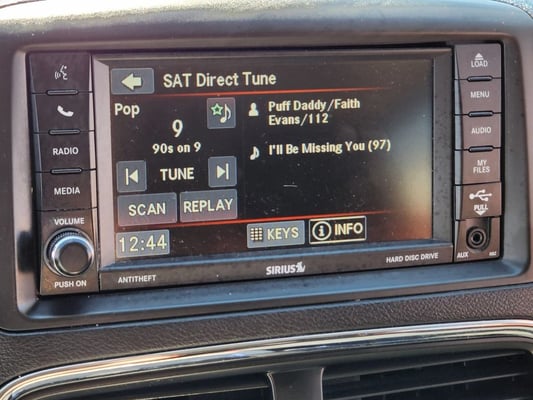 SAT Direct Tune
Pop
9
90s on 9
TUNE
SCAN
REPLAY
12:44
Puff Daddy/Faith
Evans/112
I'll Be Missing You (97)
KEYS
INFO
RADIO
MEDIA
VOLUME
PUSH ON
ANTITHEFT
SIRIUS
HARD DISC DRIVE
LOAD
MENU
AUDIO
MY
FILES
PULL
AUX